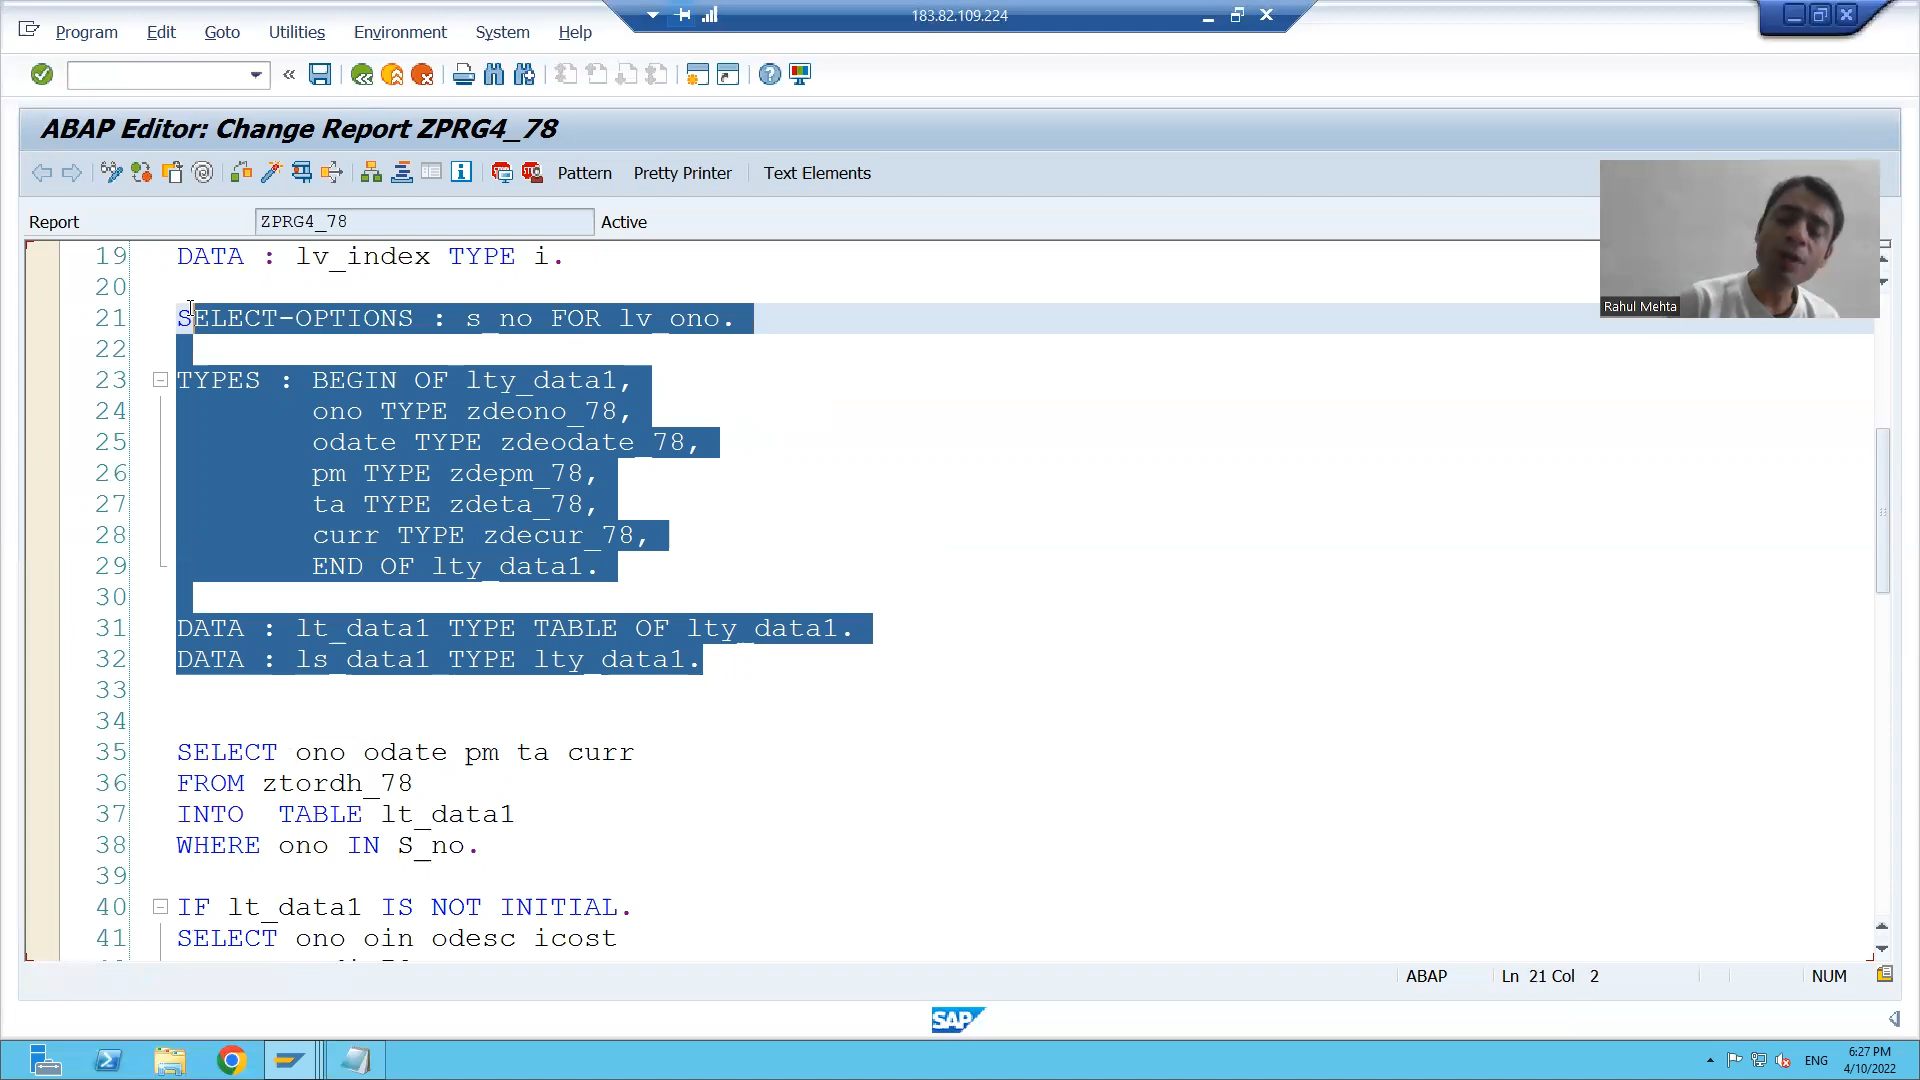 183.82.109.224
Program Edit Goto Utilities Environment System Help
ABAP Editor: Change Report ZPRG4_78
Pattern Pretty Printer Text Elements
Report ZPRG4_78 Active
Rahul Mehta
19 DATA : lv_index TYPE i.
20
21 SELECT-OPTIONS : s_no FOR lv_ono.
22
23 TYPES : BEGIN OF lty_data1,
24 ono TYPE zdeono_78,
25 odate TYPE zdeodate_78,
26 pm TYPE zdepm_78,
27 ta TYPE zdeta_78,
28 curr TYPE zdecur_78,
29 END OF lty_data1.
30
31 DATA : lt_data1 TYPE TABLE OF lty_data1.
32 DATA : ls_data1 TYPE lty_data1.
33
34
35 SELECT ono odate pm ta curr
36 FROM ztordh_78
37 INTO TABLE lt_data1
38 WHERE ono IN S_no.
39
40 IF lt_data1 IS NOT INITIAL.
41 SELECT ono oin odesc icost
ABAP Ln 21 Col 2 NUM
SAP
ENG 6:27 PM
4/10/2022